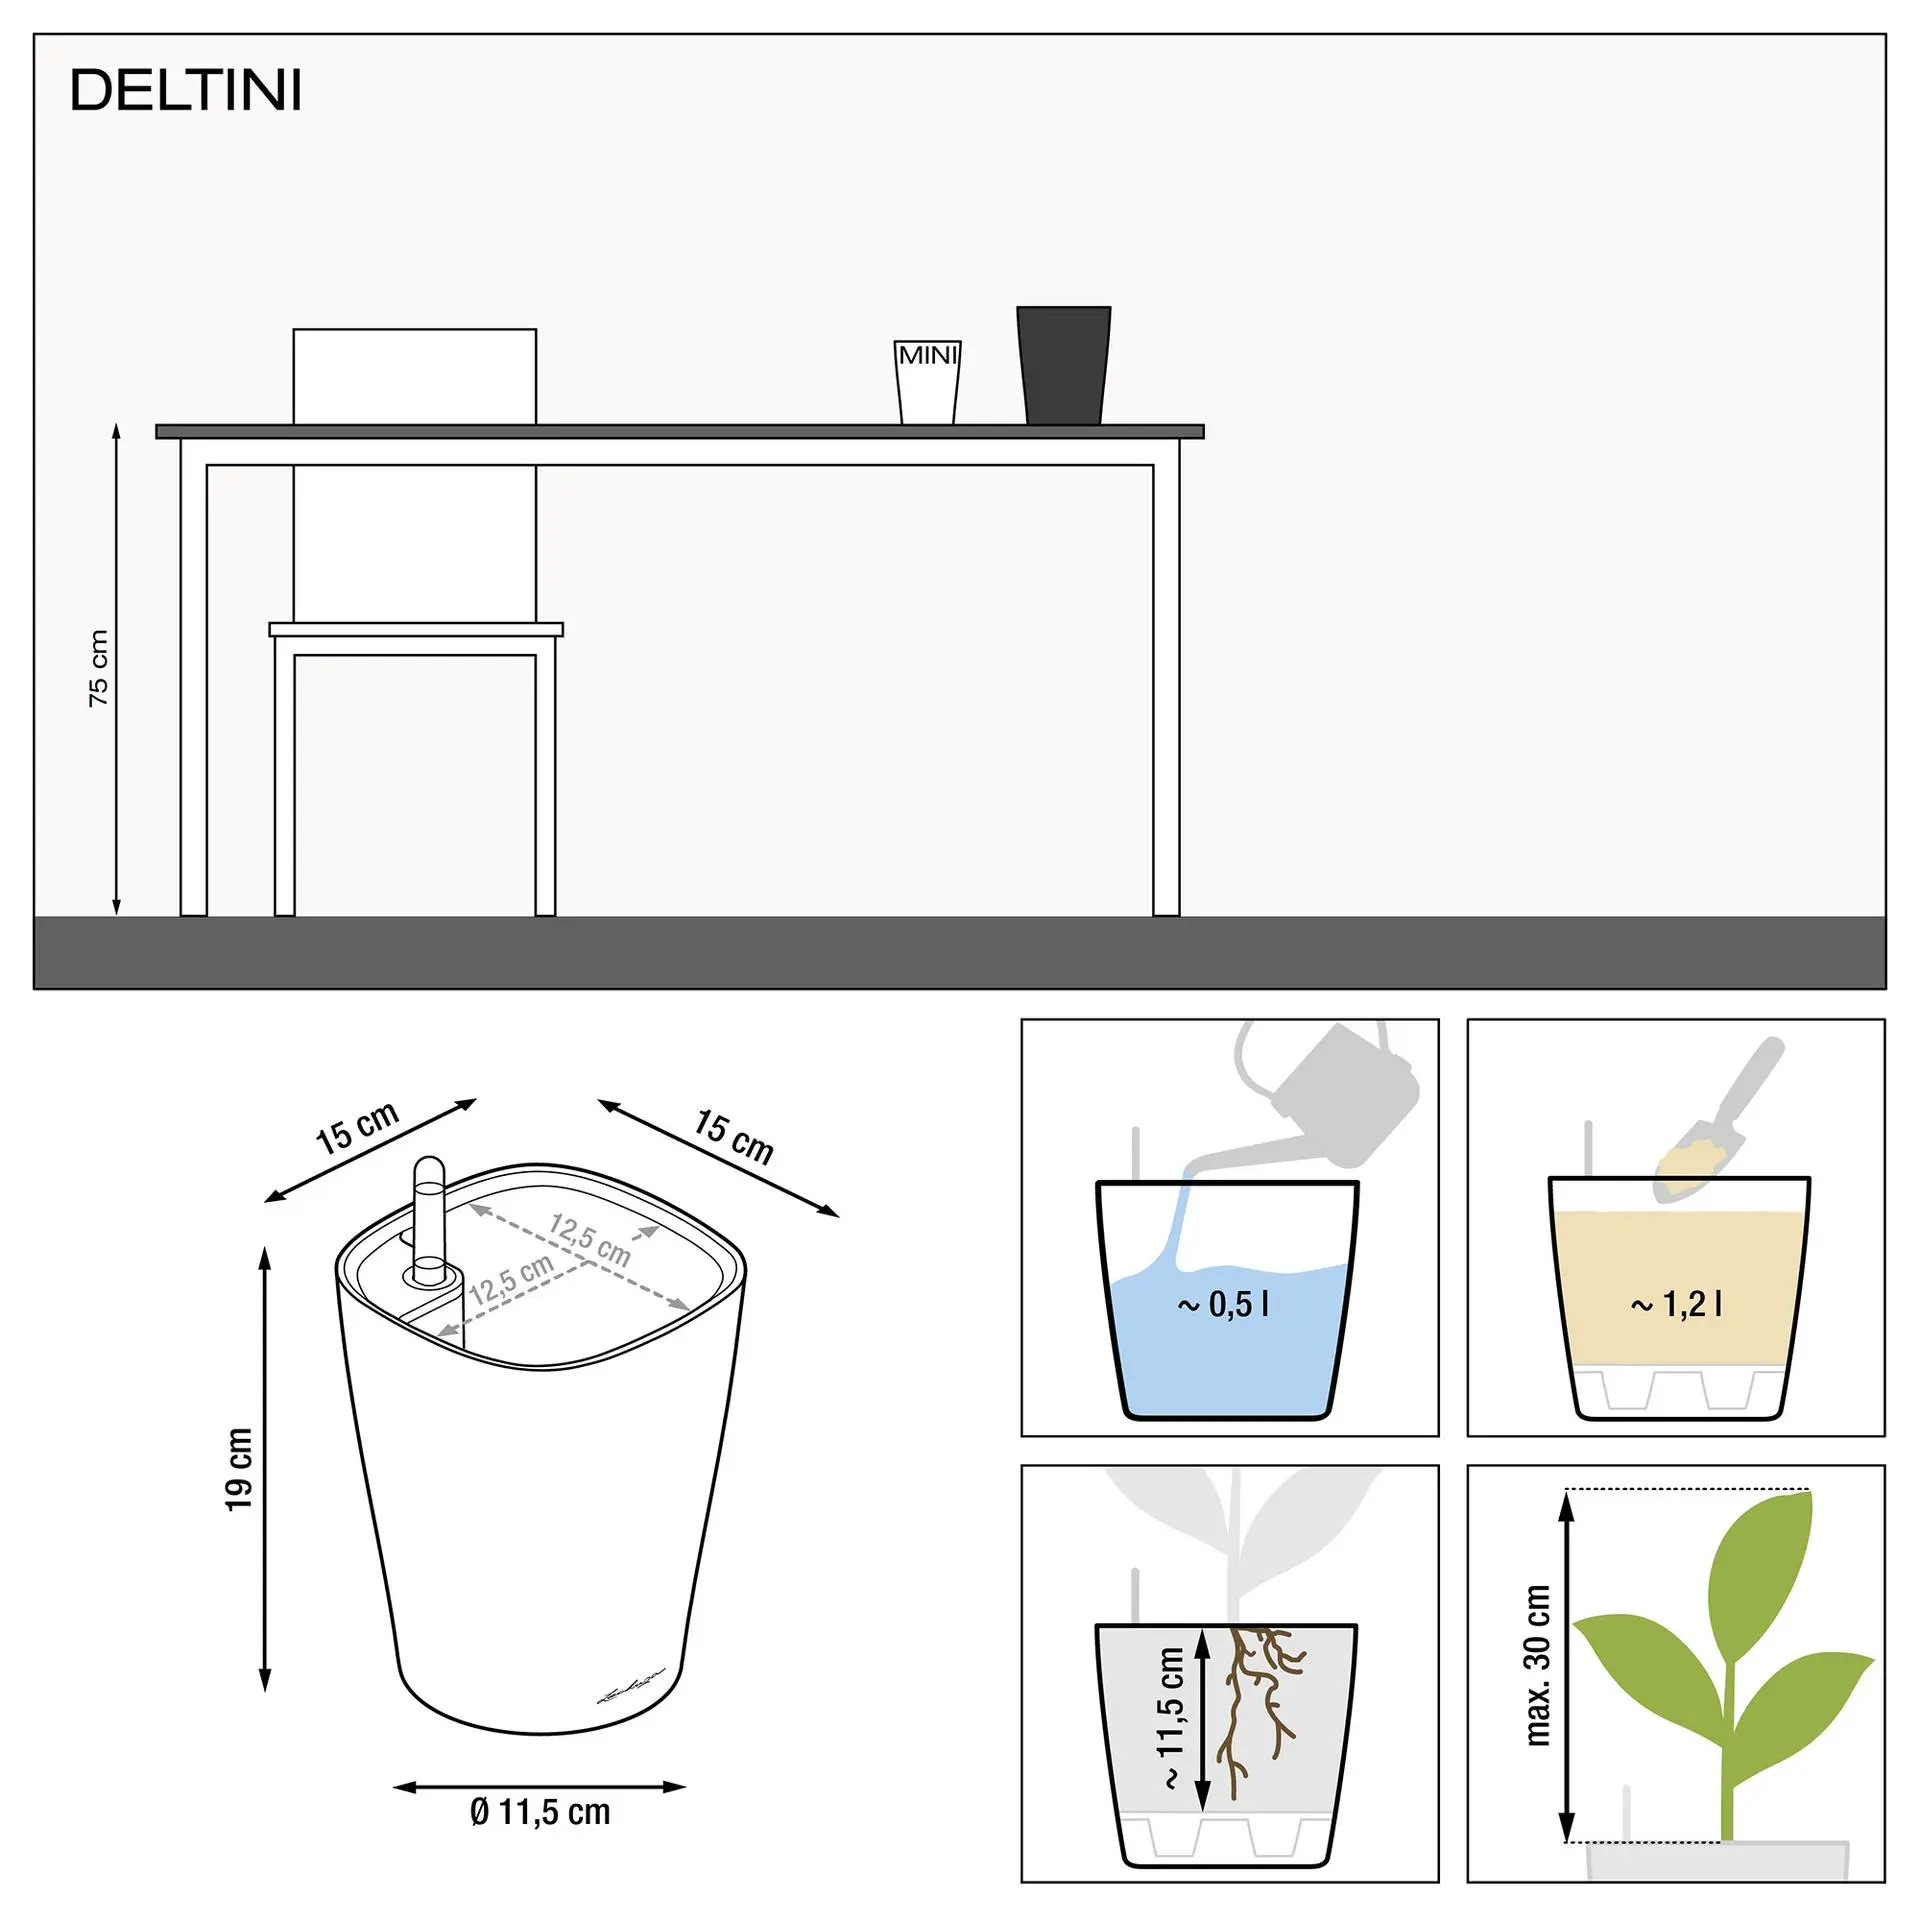 DELTINI
MINI
75 cm
15 cm
15 cm
12,5 cm
12,5 cm
19 cm
Ø 11,5 cm
~ 0,5 l
~ 1,2 l
~ 11,5 cm
max. 30 cm